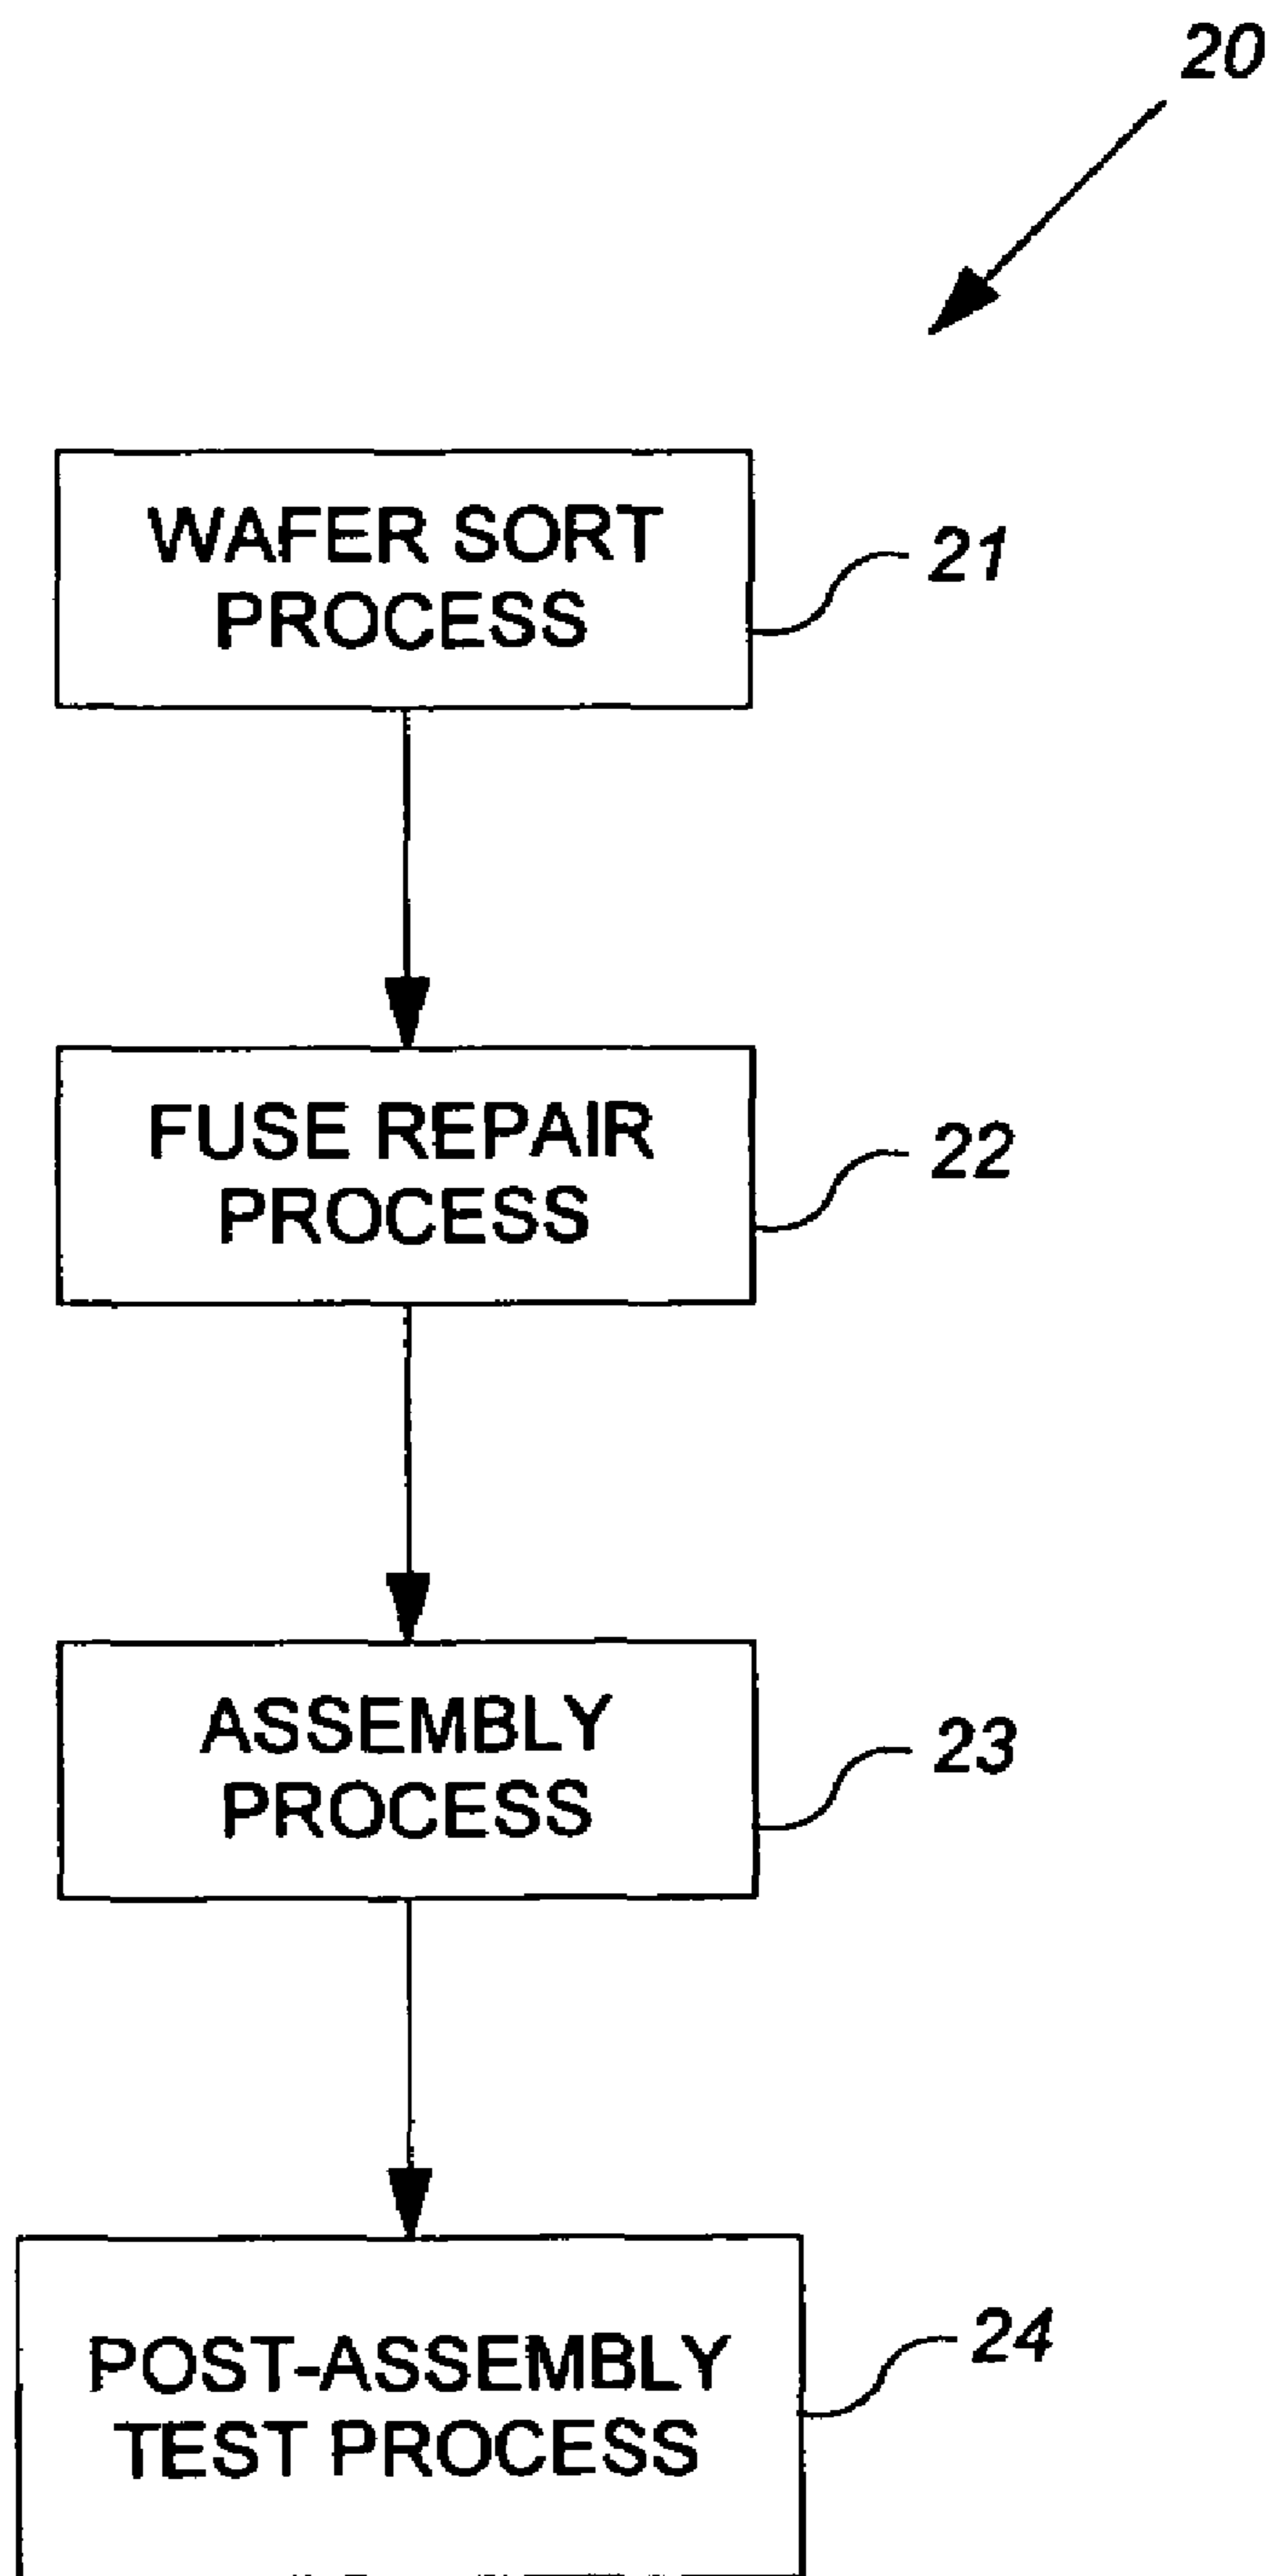 20
WAFER SORT
PROCESS
21
FUSE REPAIR
PROCESS
22
ASSEMBLY
PROCESS
23
POST-ASSEMBLY
TEST PROCESS
24